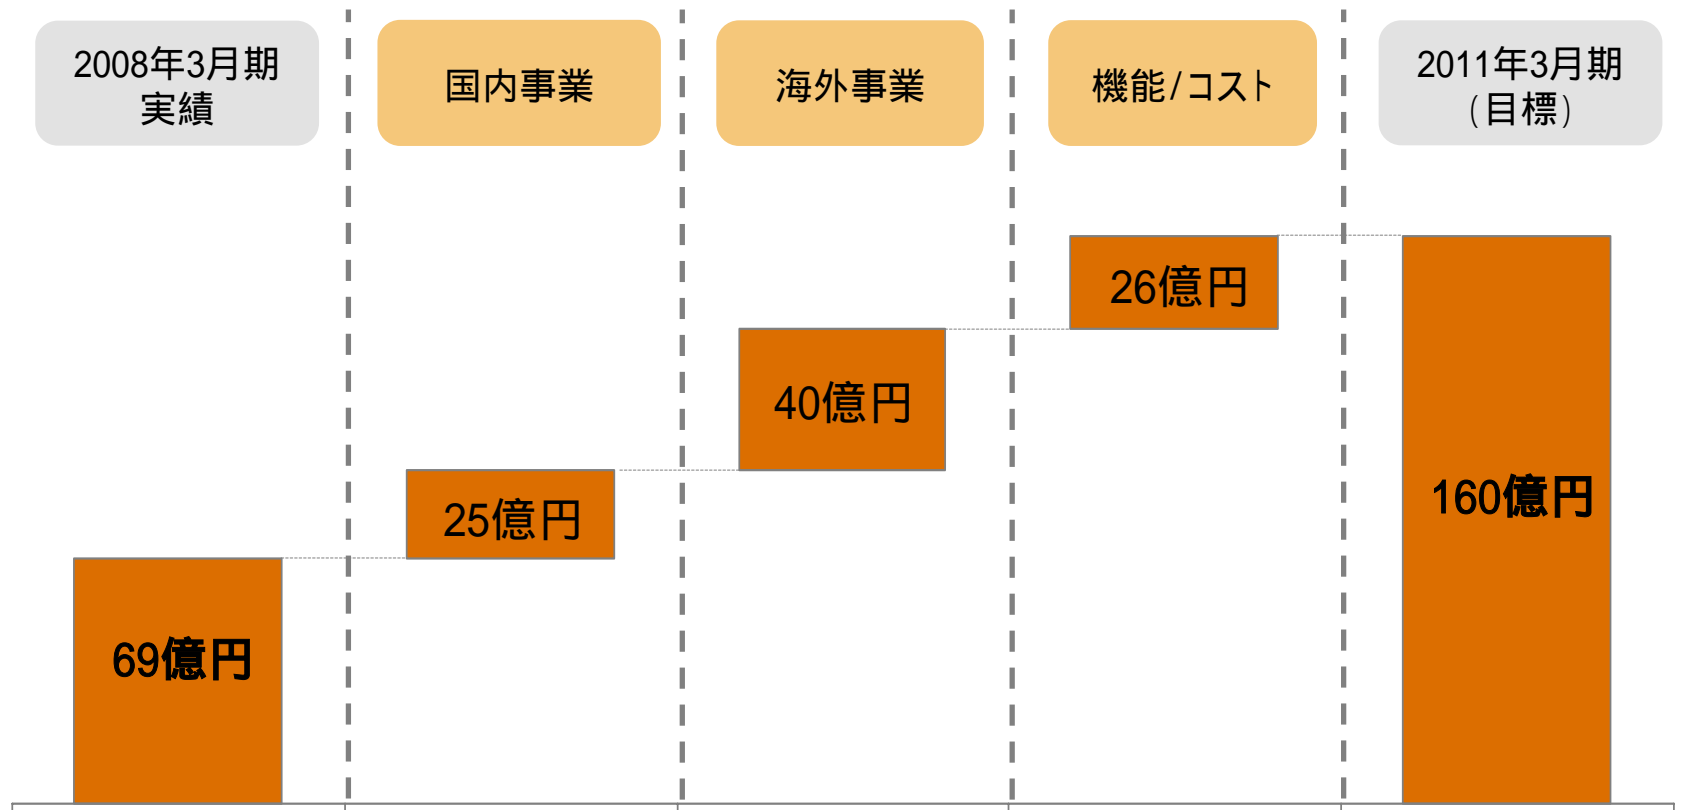 2008年3月期
実績
国内事業
海外事業
機能/コスト
2011年3月期
(目標)
69億円
25億円
40億円
26億円
160億円